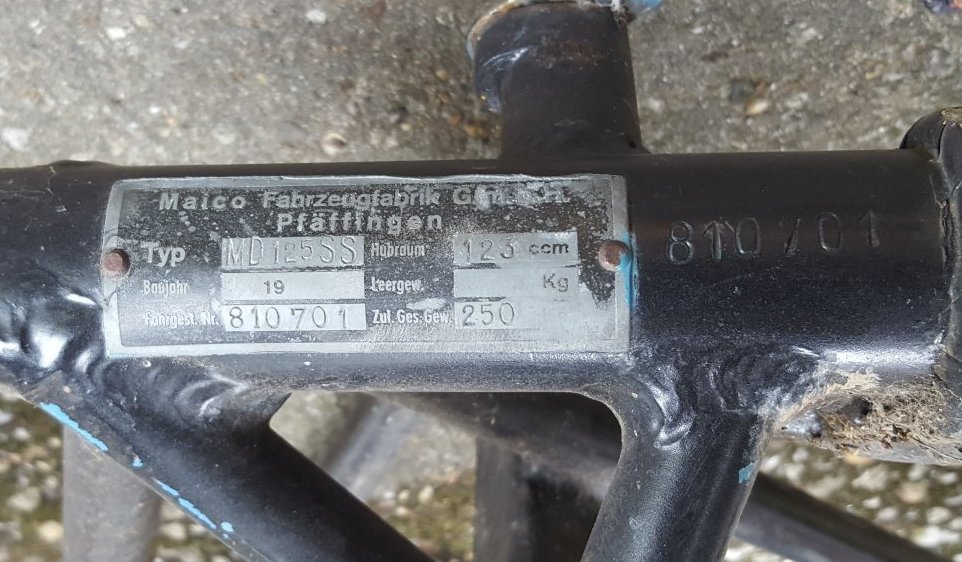 Maico Fahrzeugfabrik G.m.b.H.
Pfäffingen
Typ MD125SS Hubraum 123 ccm
Baujahr 19 Leergew. Kg
Fahrgest. Nr. 810701 Zul. Ges. Gew. 250
810701